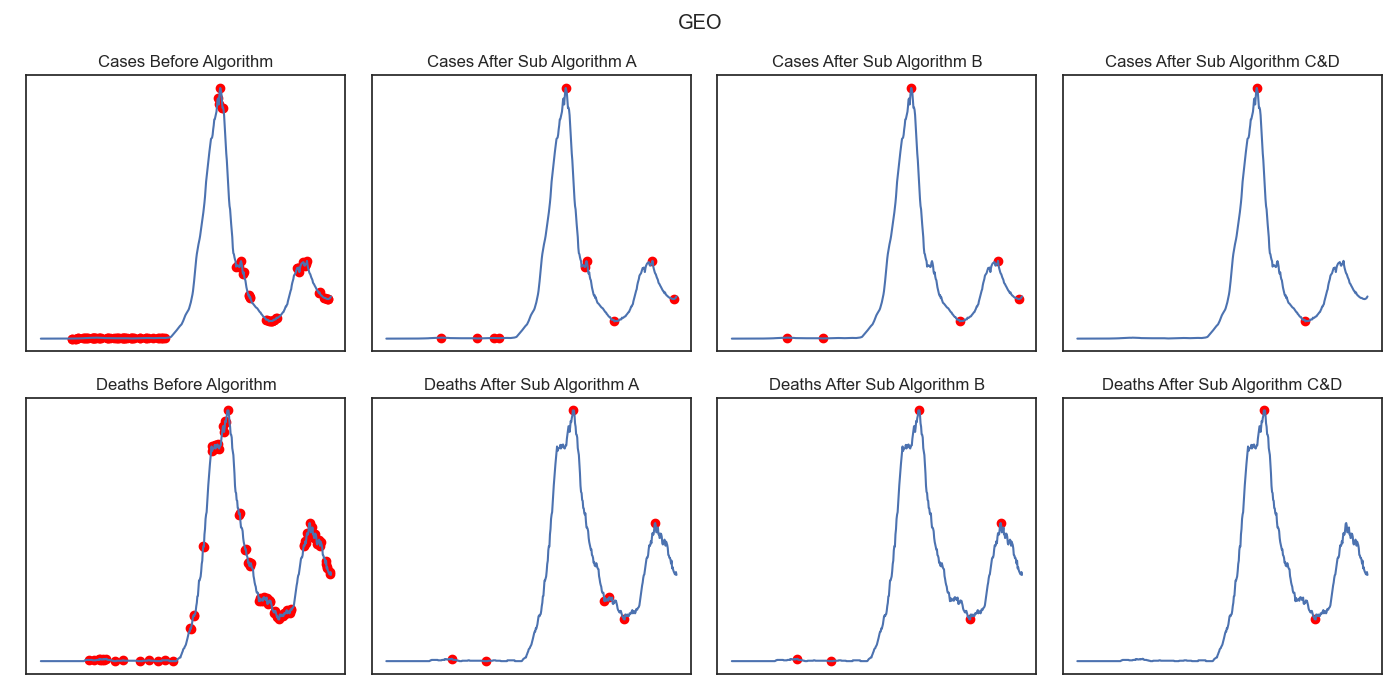 GEO
Cases Before Algorithm
Cases After Sub Algorithm A
Cases After Sub Algorithm B
Cases After Sub Algorithm C&D
Deaths Before Algorithm
Deaths After Sub Algorithm A
Deaths After Sub Algorithm B
Deaths After Sub Algorithm C&D